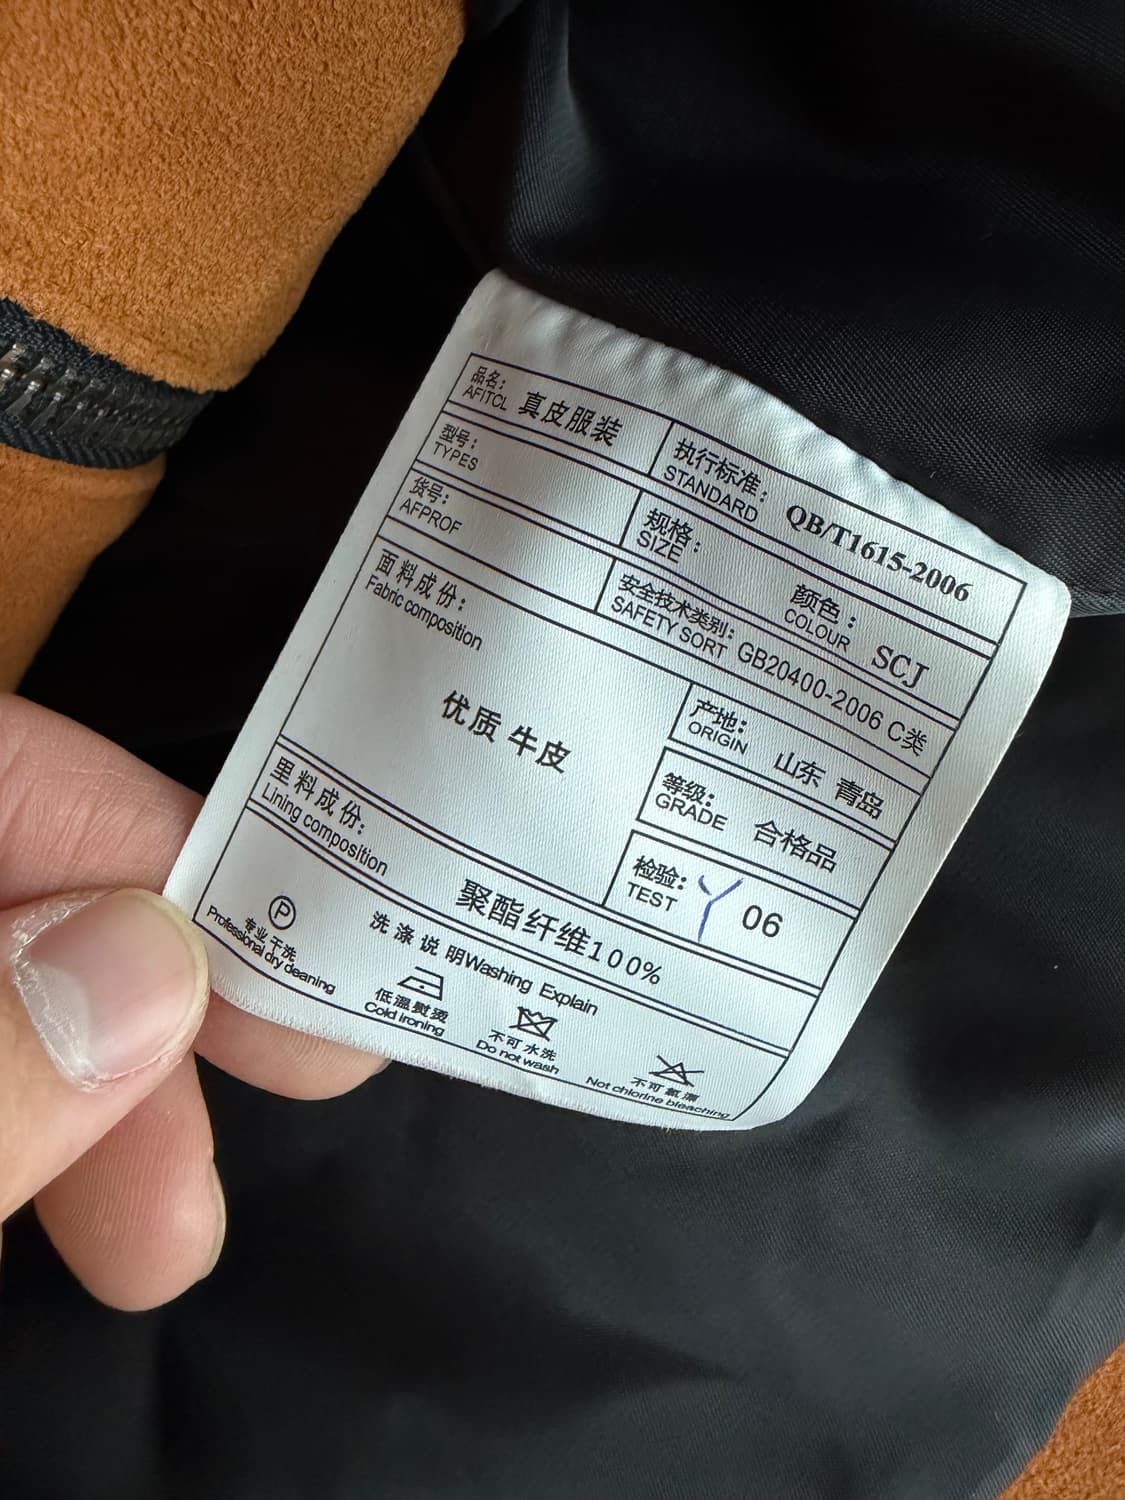 品名： 真皮服装
AFITCL
执行标准： QB/T1615-2006
STANDARD
型号：
TYPES
规格：
SIZE
颜色： SCJ
COLOUR
货号：
AFPROF
安全技术类别： GB20400-2006 C类
SAFETY SORT
面料成份：
Fabric composition
优质 牛皮
产地： 山东 青岛
ORIGIN
等级： 合格品
GRADE
检验： Y 06
TEST
里料成份：
Lining composition
聚酯纤维100%
洗涤说明Washing Explain
P
专业干洗
Professional dry cleaning
低温熨烫
Cold ironing
不可水洗
Do not wash
不可氯漂
Not chlorine bleaching